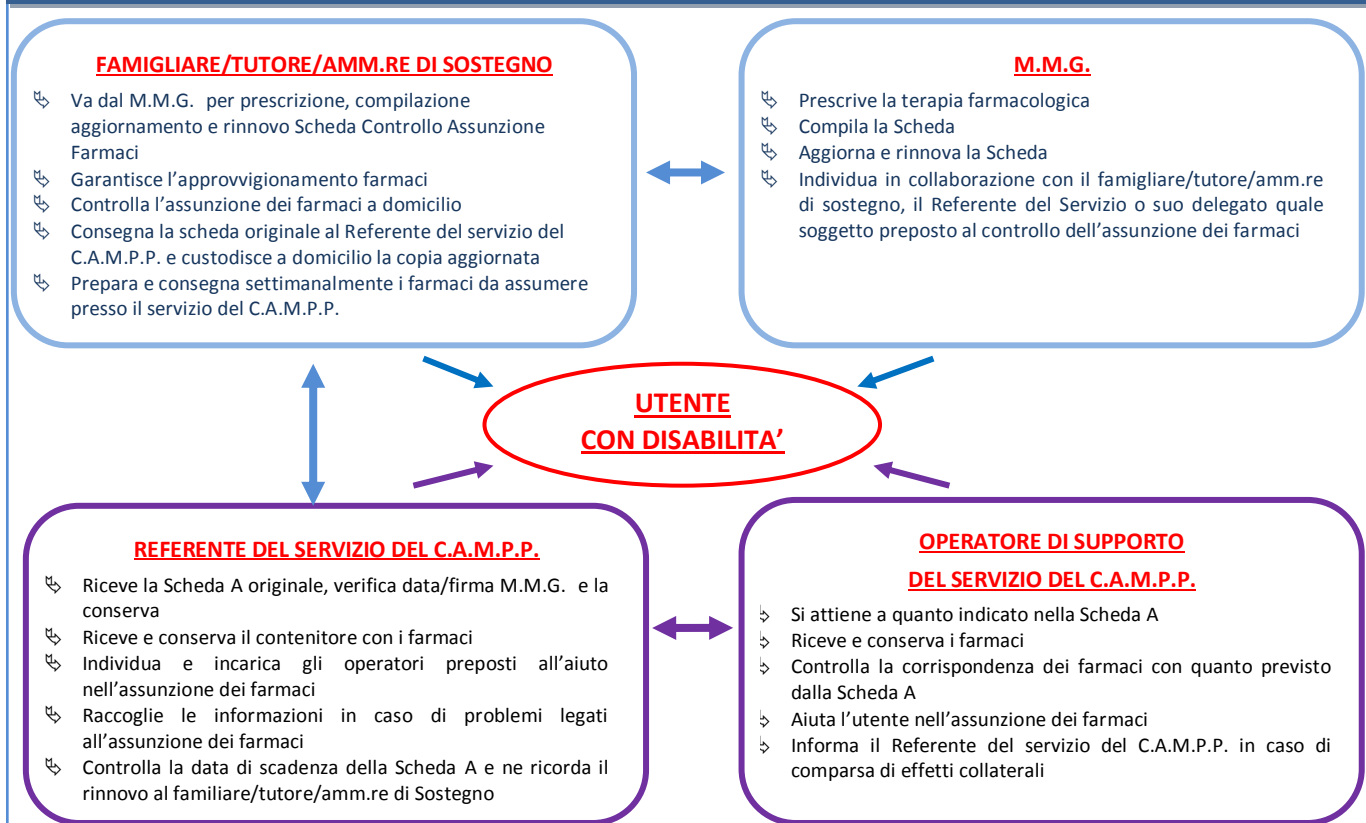 FAMIGLIARE/TUTORE/AMM.RE DI SOSTEGNO
Va dal M.M.G. per prescrizione, compilazione
aggiornamento e rinnovo Scheda Controllo Assunzione
Farmaci
Garantisce l’approvvigionamento farmaci
Controlla l’assunzione dei farmaci a domicilio
Consegna la scheda originale al Referente del servizio del
C.A.M.P.P. e custodisce a domicilio la copia aggiornata
Prepara e consegna settimanalmente i farmaci da assumere
presso il servizio del C.A.M.P.P.
M.M.G.
Prescrive la terapia farmacologica
Compila la Scheda
Aggiorna e rinnova la Scheda
Individua in collaborazione con il famigliare/tutore/amm.re
di sostegno, il Referente del Servizio o suo delegato quale
soggetto preposto al controllo dell’assunzione dei farmaci
UTENTE
CON DISABILITA’
REFERENTE DEL SERVIZIO DEL C.A.M.P.P.
Riceve la Scheda A originale, verifica data/firma M.M.G. e la
conserva
Riceve e conserva il contenitore con i farmaci
Individua e incarica gli operatori preposti all’aiuto
nell’assunzione dei farmaci
Raccoglie le informazioni in caso di problemi legati
all’assunzione dei farmaci
Controlla la data di scadenza della Scheda A e ne ricorda il
rinnovo al familiare/tutore/amm.re di Sostegno
OPERATORE DI SUPPORTO
DEL SERVIZIO DEL C.A.M.P.P.
Si attiene a quanto indicato nella Scheda A
Riceve e conserva i farmaci
Controlla la corrispondenza dei farmaci con quanto previsto
dalla Scheda A
Aiuta l’utente nell’assunzione dei farmaci
Informa il Referente del servizio del C.A.M.P.P. in caso di
comparsa di effetti collaterali